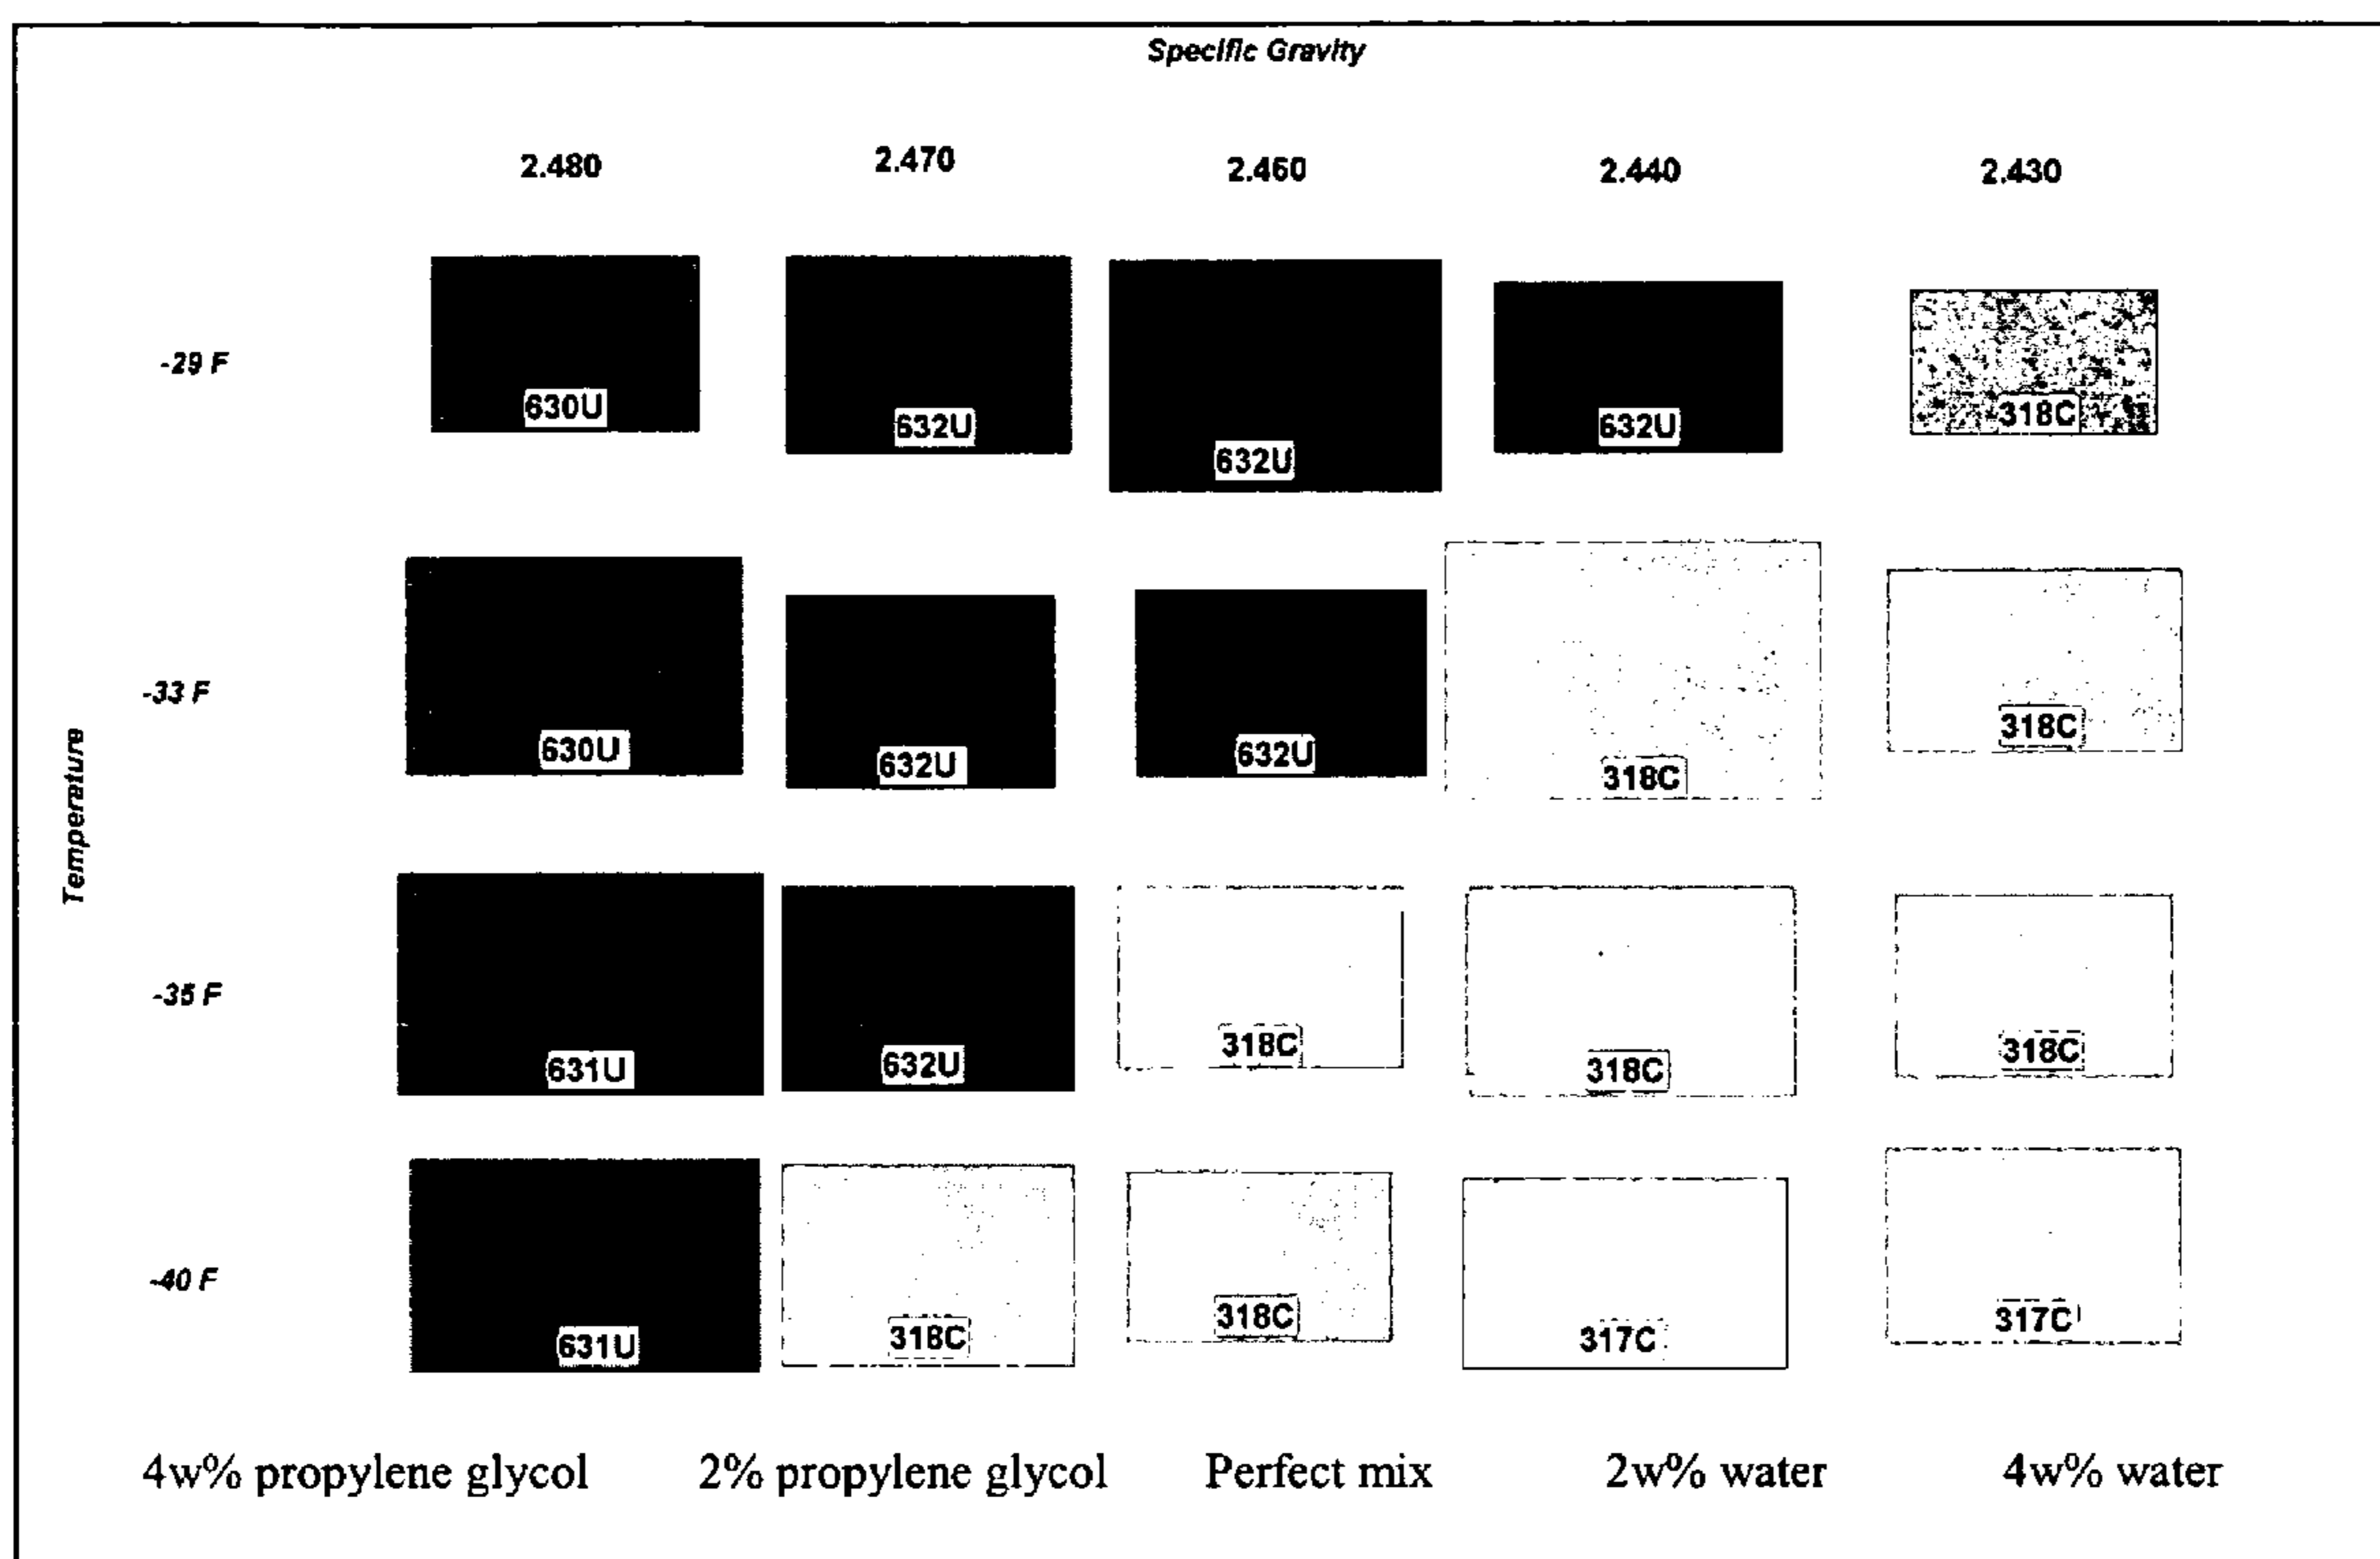 Specific Gravity
2.480 2.470 2.460 2.440 2.430
-29 F 630U 632U 632U 632U 318C
-33 F 630U 632U 632U 318C 318C
Temperature
-35 F 631U 632U 318C 318C 318C
-40 F 631U 318C 318C 317C 317C
4w% propylene glycol 2% propylene glycol Perfect mix 2w% water 4w% water